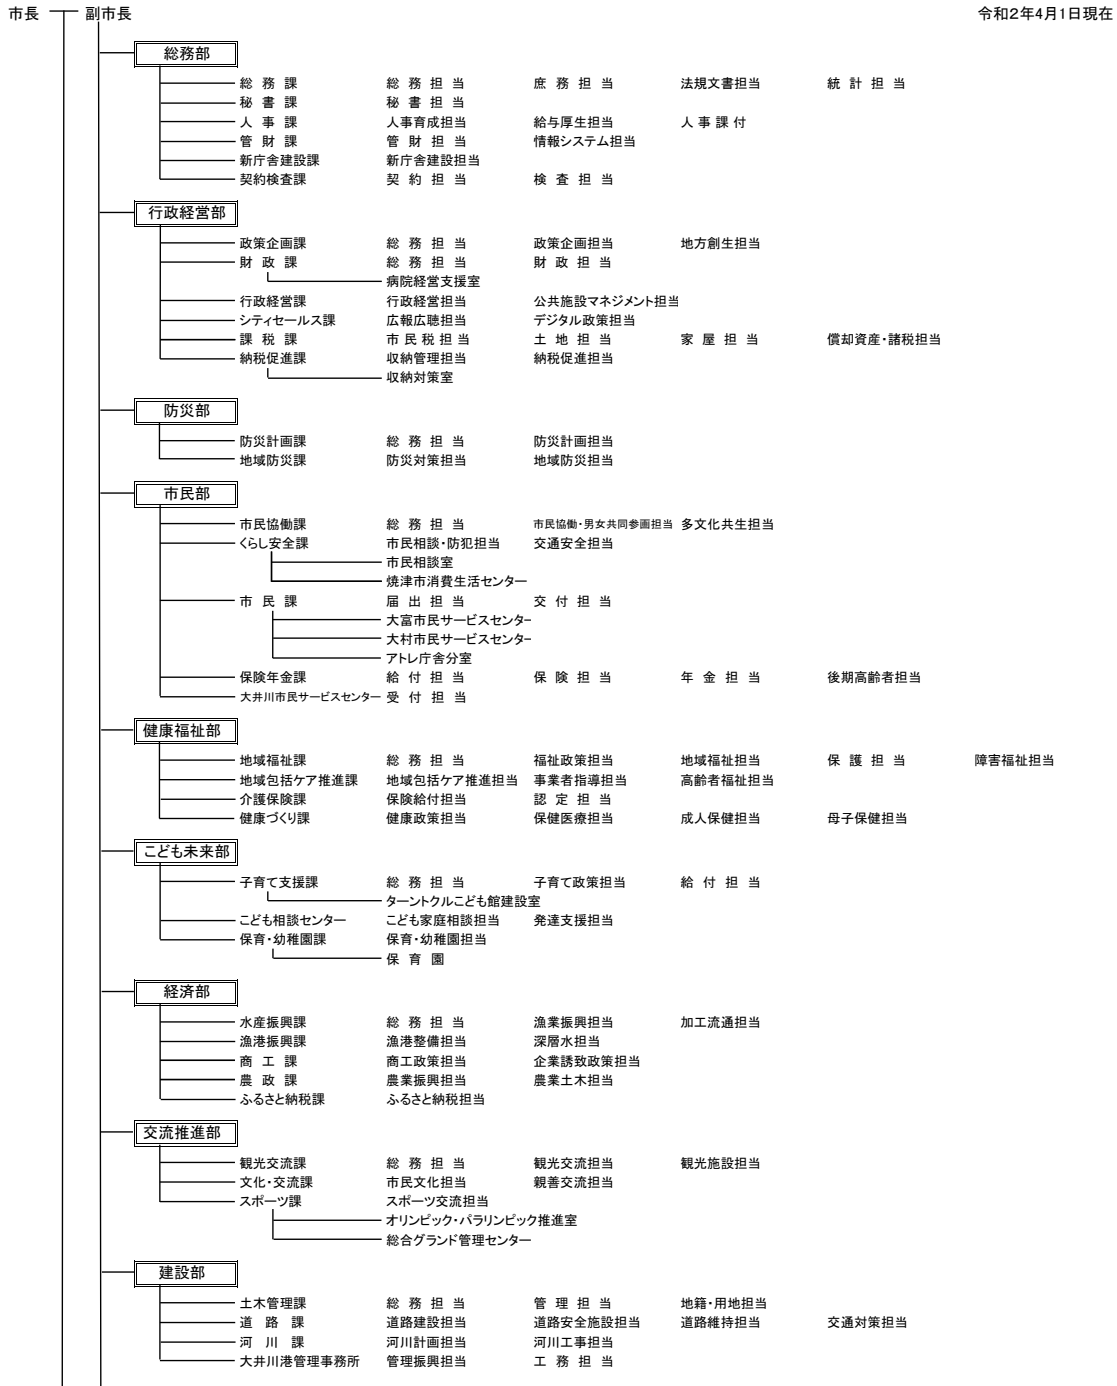 市長 副市長 令和2年4月1日現在
総務部
総務課 総務担当 庶務担当 法規文書担当 統計担当
秘書課 秘書担当
人事課 人事育成担当 給与厚生担当 人事課付
管財課 管財担当 情報システム担当
新庁舎建設課 新庁舎建設担当
契約検査課 契約担当 検査担当
行政経営部
政策企画課 総務担当 政策企画担当 地方創生担当
財政課 総務担当 財政担当
病院経営支援室
行政経営課 行政経営担当 公共施設マネジメント担当
シティセールス課 広報広聴担当 デジタル政策担当
課税課 市民税担当 土地担当 家屋担当 償却資産・諸税担当
納税促進課 収納管理担当 納税促進担当
収納対策室
防災部
防災計画課 総務担当 防災計画担当
地域防災課 防災対策担当 地域防災担当
市民部
市民協働課 総務担当 市民協働・男女共同参画担当 多文化共生担当
くらし安全課 市民相談・防犯担当 交通安全担当
市民相談室
焼津市消費生活センター
市民課 届出担当 交付担当
大富市民サービスセンター
大村市民サービスセンター
アトレ庁舎分室
保険年金課 給付担当 保険担当 年金担当 後期高齢者担当
大井川市民サービスセンター 受付担当
健康福祉部
地域福祉課 総務担当 福祉政策担当 地域福祉担当 保護担当 障害福祉担当
地域包括ケア推進課 地域包括ケア推進担当 事業者指導担当 高齢者福祉担当
介護保険課 保険給付担当 認定担当
健康づくり課 健康政策担当 保健医療担当 成人保健担当 母子保健担当
こども未来部
子育て支援課 総務担当 子育て政策担当 給付担当
ターントクルこども館建設室
こども相談センター こども家庭相談担当 発達支援担当
保育・幼稚園課 保育・幼稚園担当
保育園
経済部
水産振興課 総務担当 漁業振興担当 加工流通担当
漁港振興課 漁港整備担当 深層水担当
商工課 商工政策担当 企業誘致政策担当
農政課 農業振興担当 農業土木担当
ふるさと納税課 ふるさと納税担当
交流推進部
観光交流課 総務担当 観光交流担当 観光施設担当
文化・交流課 市民文化担当 親善交流担当
スポーツ課 スポーツ交流担当
オリンピック・パラリンピック推進室
総合グランド管理センター
建設部
土木管理課 総務担当 管理担当 地籍・用地担当
道路課 道路建設担当 道路安全施設担当 道路維持担当 交通対策担当
河川課 河川計画担当 河川工事担当
大井川港管理事務所 管理振興担当 工務担当